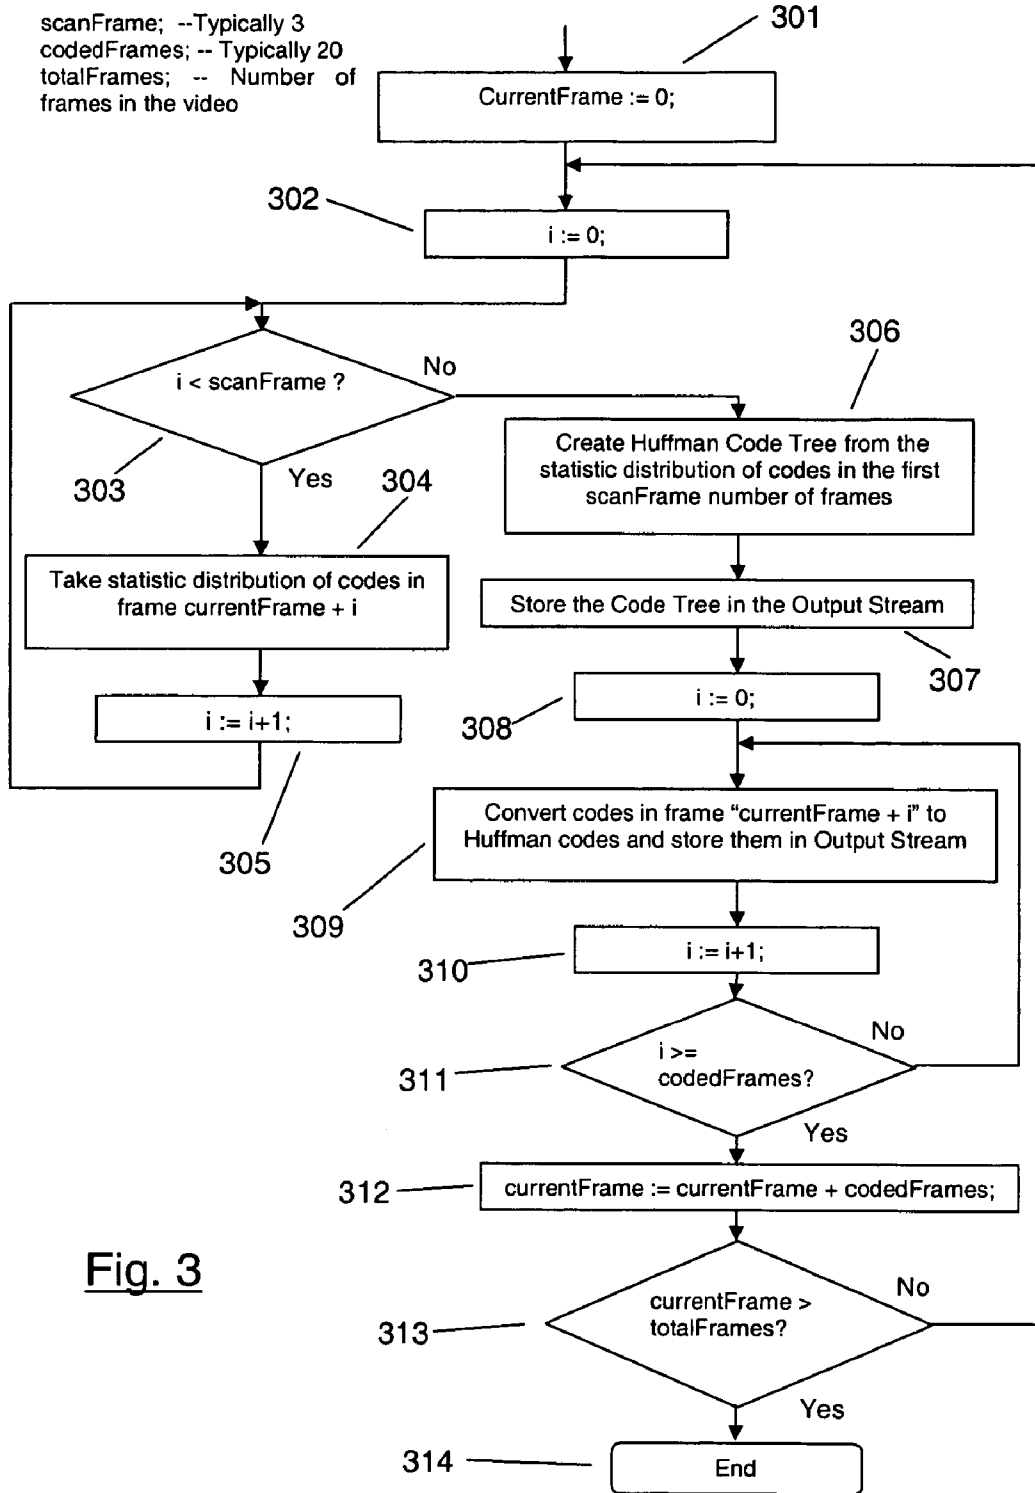 scanFrame; --Typically 3
codedFrames; -- Typically 20
totalFrames; -- Number of
frames in the video
301
CurrentFrame := 0;
302
i := 0;
i < scanFrame ?
No
303
Yes
304
Take statistic distribution of codes in
frame currentFrame + i
i := i+1;
305
306
Create Huffman Code Tree from the
statistic distribution of codes in the first
scanFrame number of frames
Store the Code Tree in the Output Stream
307
i := 0;
308
Convert codes in frame “currentFrame + i” to
Huffman codes and store them in Output Stream
309
i := i+1;
310
i >=
codedFrames?
No
311
Yes
312
currentFrame := currentFrame + codedFrames;
Fig. 3
currentFrame >
totalFrames?
No
313
Yes
314
End